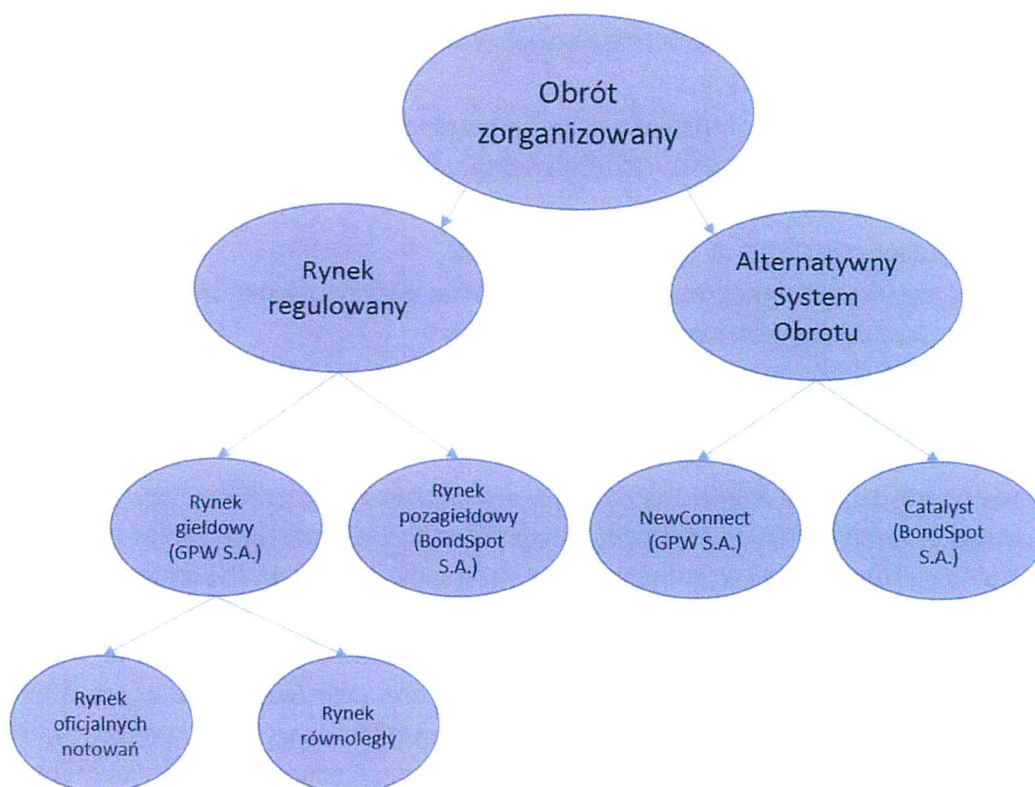 Obrót
zorganizowany
Rynek
regulowany
Alternatywny
System
Obrotu
Rynek
giełdowy
(GPW S.A.)
Rynek
pozagiełdowy
(BondSpot
S.A.)
NewConnect
(GPW S.A.)
Catalyst
(BondSpot
S.A.)
Rynek
oficjalnych
notowań
Rynek
równoległy